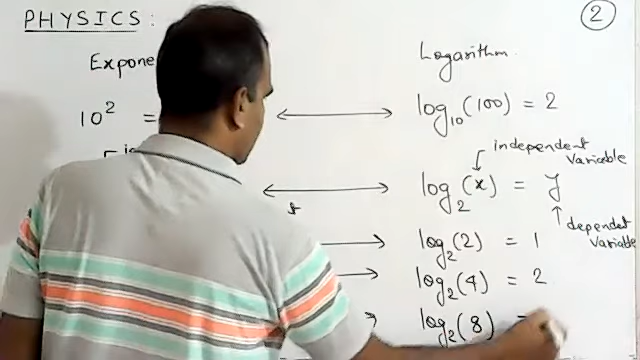 PHYSICS :
2
Logarithm
10² =
log₁₀(100) = 2
independent
Variable
log₂(x) = y
dependent
Variable
log₂(2) = 1
log₂(4) = 2
log₂(8) =